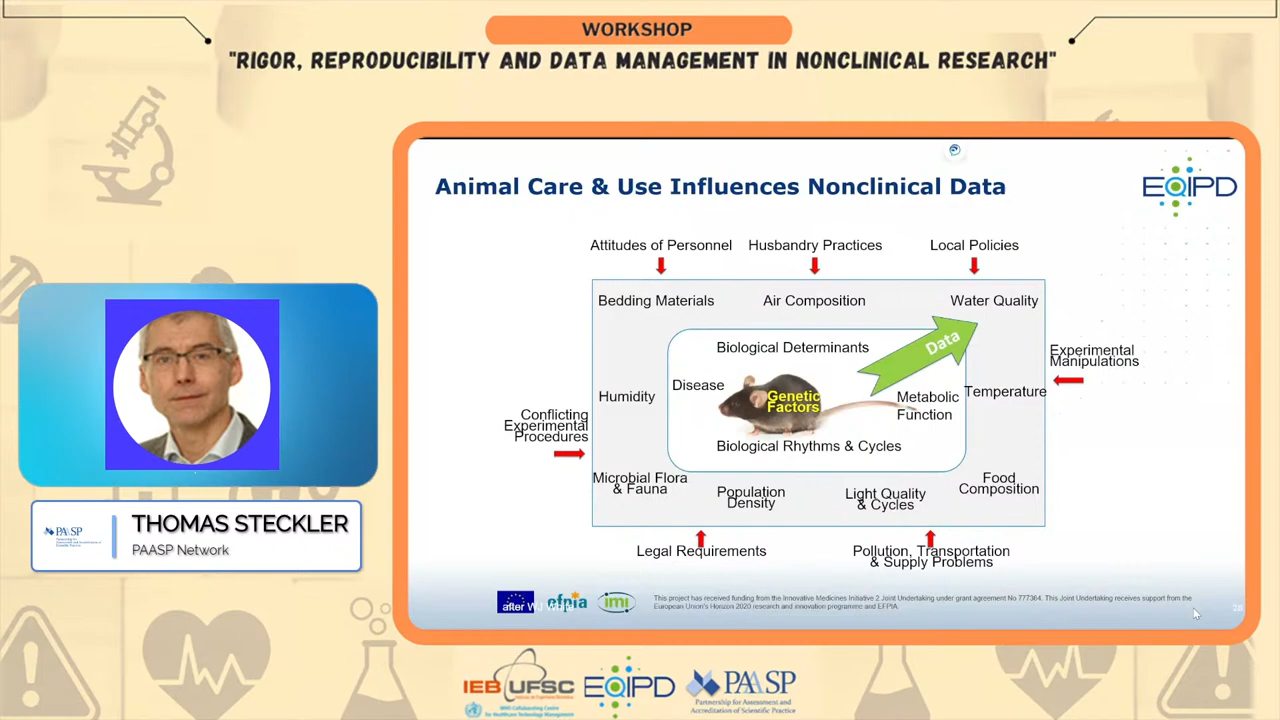 WORKSHOP
"RIGOR, REPRODUCIBILITY AND DATA MANAGEMENT IN NONCLINICAL RESEARCH"
Animal Care & Use Influences Nonclinical Data
EQIPD
Attitudes of Personnel
Husbandry Practices
Local Policies
Bedding Materials
Air Composition
Water Quality
Biological Determinants
Data
Experimental
Manipulations
Disease
Genetic
Factors
Metabolic
Function
Humidity
Temperature
Conflicting
Experimental
Procedures
Biological Rhythms & Cycles
Microbial Flora
& Fauna
Population
Density
Light Quality
& Cycles
Food
Composition
Legal Requirements
Pollution, Transportation
& Supply Problems
PAASP
THOMAS STECKLER
PAASP Network
after WJ
efpia
imi
This project has received funding from the Innovative Medicines Initiative 2 Joint Undertaking under grant agreement No 777364. This Joint Undertaking receives support from the
European Union's Horizon 2020 research and innovation programme and EFPIA.
28
IEB UFSC
EQIPD
PAASP
Partnership for Assessment and
Accreditation of Scientific Practice